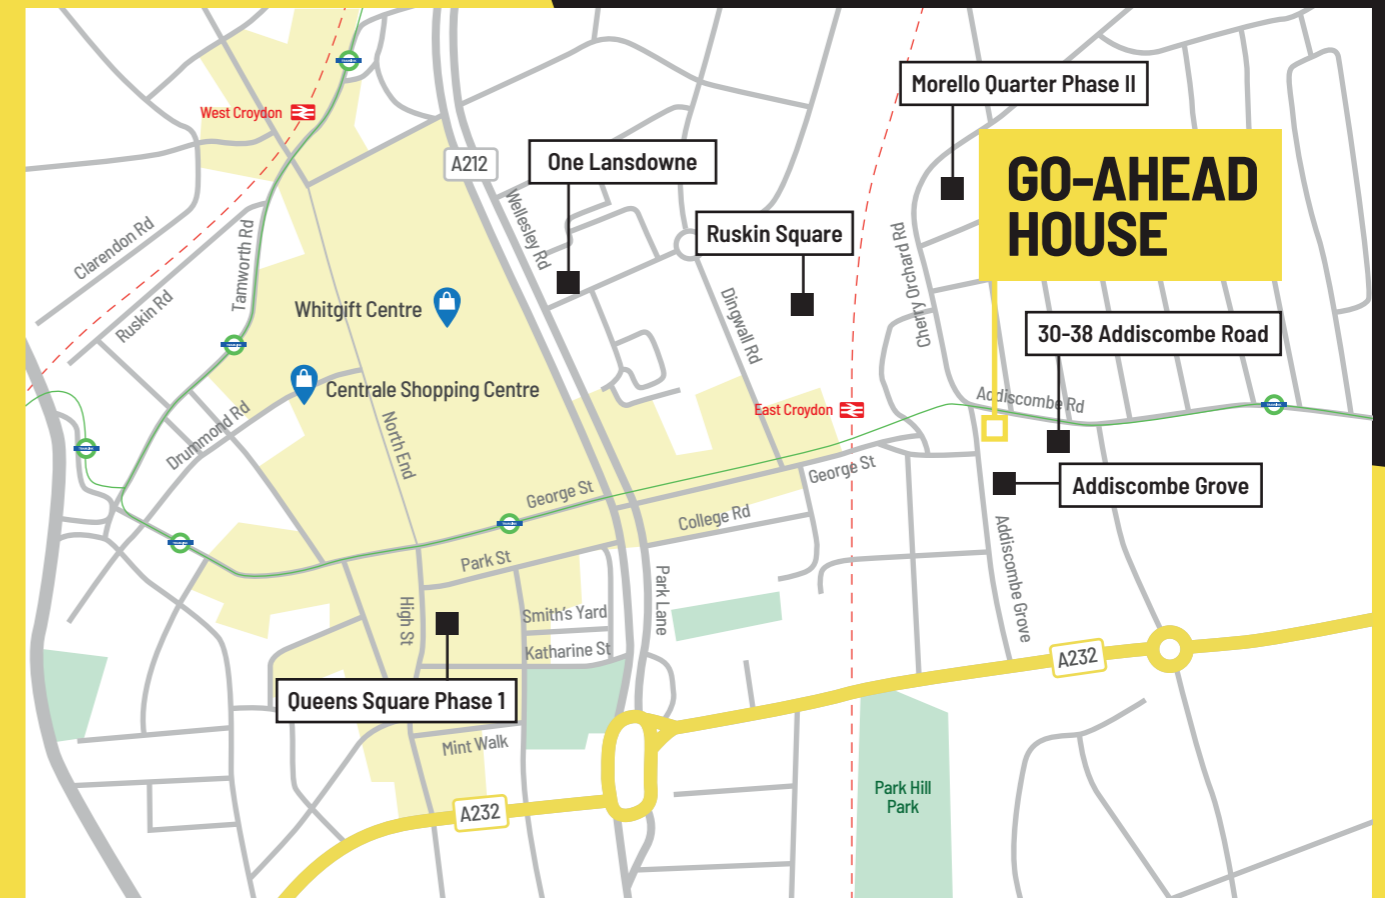 Morello Quarter Phase II
West Croydon
One Lansdowne
A212
GO-AHEAD
HOUSE
Wellesley Rd
Ruskin Square
Clarendon Rd
Tamworth Rd
Cherry Orchard Rd
Ruskin Rd
Whitgift Centre
Dingwall Rd
30-38 Addiscombe Road
Centrale Shopping Centre
Addiscombe Rd
East Croydon
Drummond Rd
North End
George St
George St
Addiscombe Grove
College Rd
Park St
Addiscombe Grove
High St
Park Lane
Smith's Yard
Katharine St
A232
Queens Square Phase 1
Mint Walk
Park Hill
Park
A232